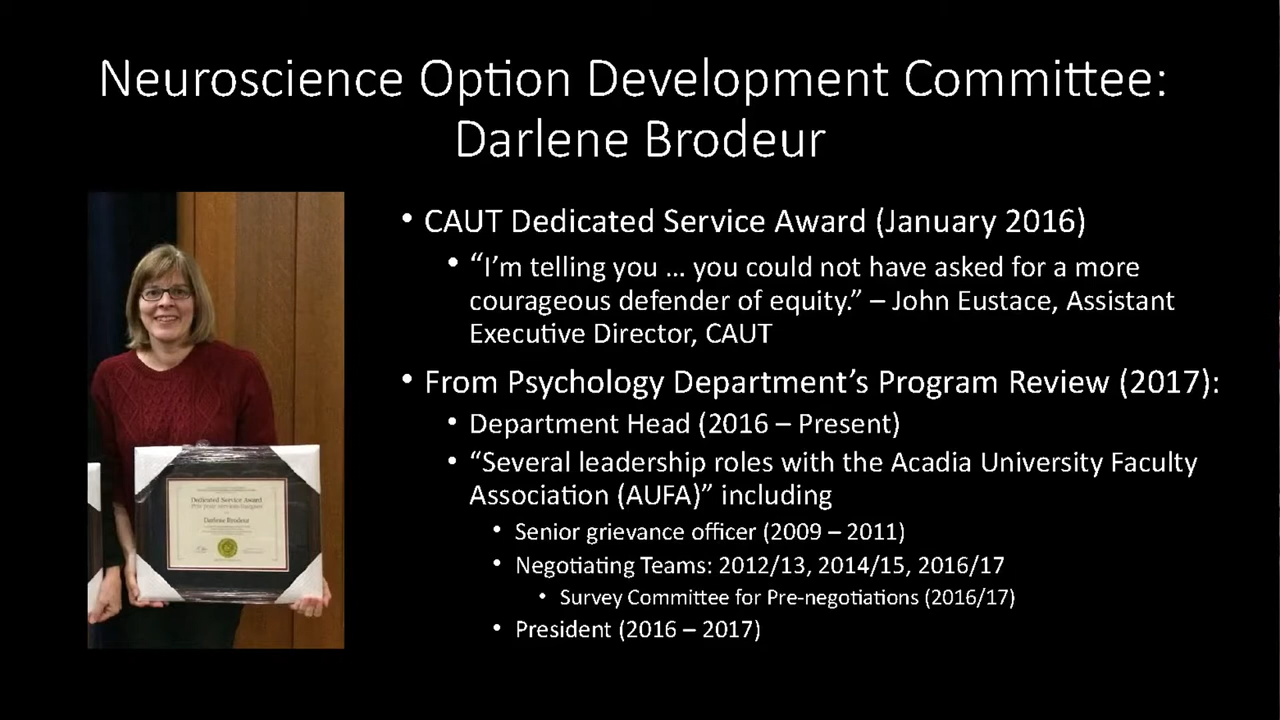 Neuroscience Option Development Committee:
Darlene Brodeur
• CAUT Dedicated Service Award (January 2016)
• “I’m telling you … you could not have asked for a more
courageous defender of equity.” – John Eustace, Assistant
Executive Director, CAUT
• From Psychology Department’s Program Review (2017):
• Department Head (2016 – Present)
• “Several leadership roles with the Acadia University Faculty
Association (AUFA)” including
• Senior grievance officer (2009 – 2011)
• Negotiating Teams: 2012/13, 2014/15, 2016/17
• Survey Committee for Pre-negotiations (2016/17)
• President (2016 – 2017)
Dedicated Service Award
Darlene Brodeur